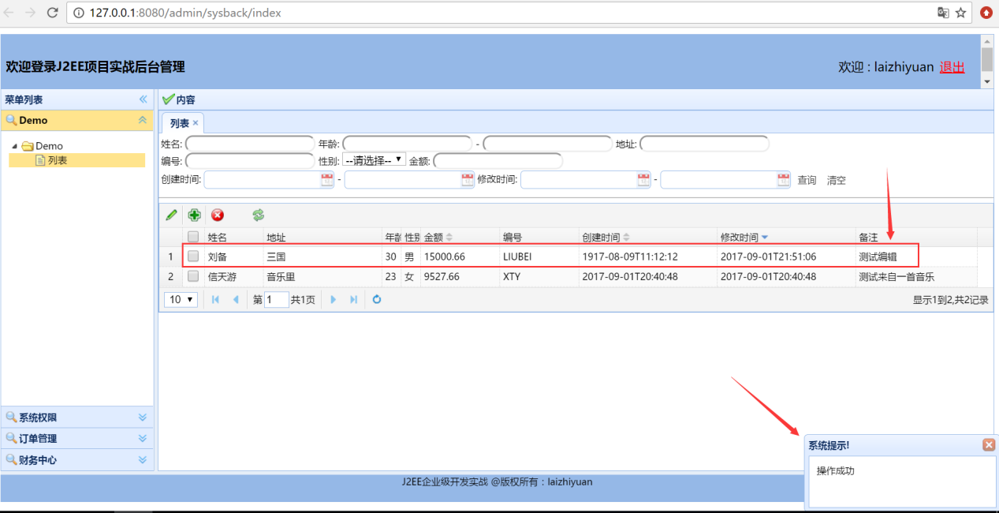 127.0.0.1:8080/admin/sysback/index
欢迎登录J2EE项目实战后台管理
欢迎 : laizhiyuan 退出
菜单列表
内容
Demo
列表
Demo
列表
姓名: 年龄: - 地址:
编号: 性别: --请选择-- 金额:
创建时间: - 修改时间: - 查询 清空
姓名 地址 年龄 性别 金额 编号 创建时间 修改时间 备注
1 刘备 三国 30 男 15000.66 LIUBEI 1917-08-09T11:12:12 2017-09-01T21:51:06 测试编辑
2 信天游 音乐里 23 女 9527.66 XTY 2017-09-01T20:40:48 2017-09-01T20:40:48 测试来自一首音乐
10 第 1 共1页 显示1到2,共2记录
系统权限
订单管理
财务中心
系统提示!
操作成功
J2EE企业级开发实战 @版权所有 : laizhiyuan